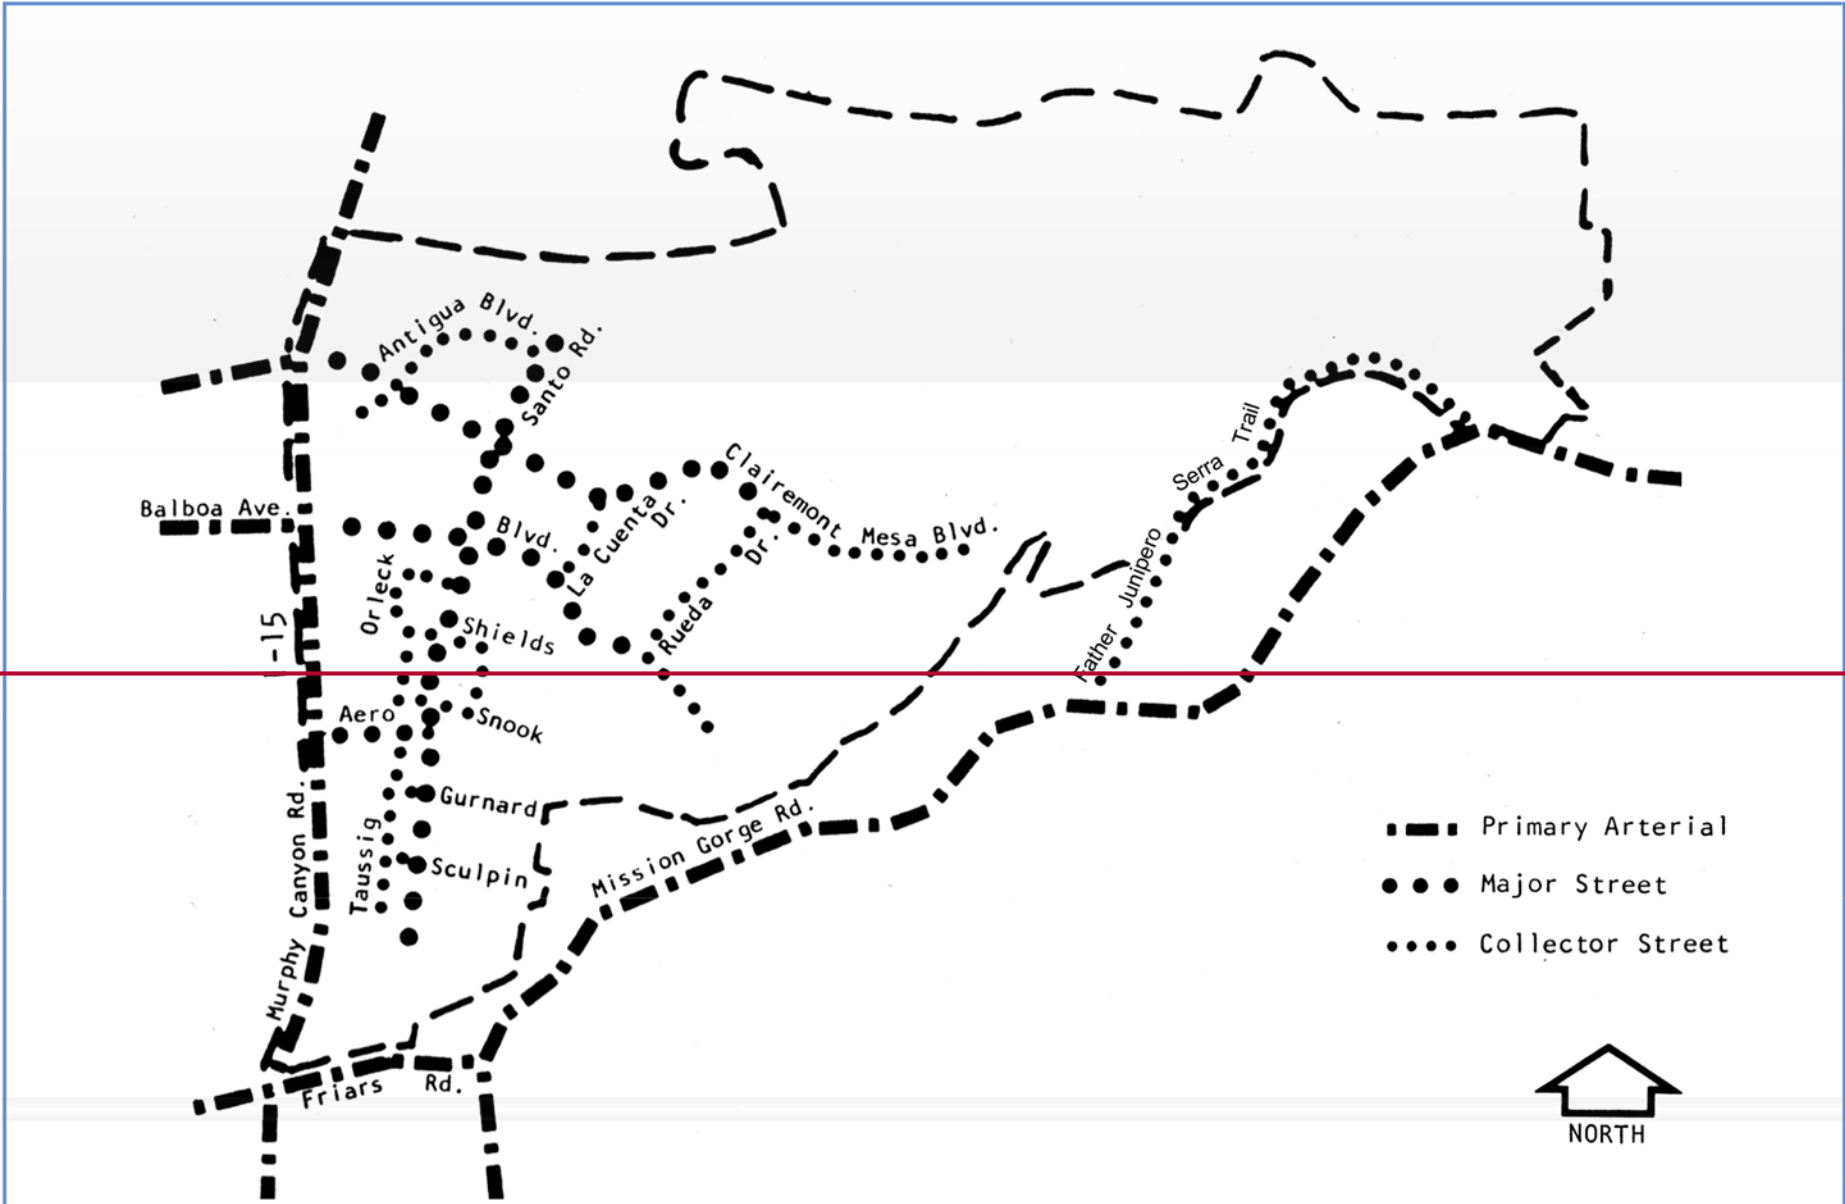 Antigua Blvd.
Santo Rd.
Balboa Ave.
Blvd.
La Cuenta Dr.
Clairemont Mesa Blvd.
Rueda Dr.
Orleck
Shields
I-15
Aero
Snook
Gurnard
Sculpin
Taussig
Murphy Canyon Rd.
Friars Rd.
Mission Gorge Rd.
Father Junipero Serra Trail
Primary Arterial
Major Street
Collector Street
NORTH